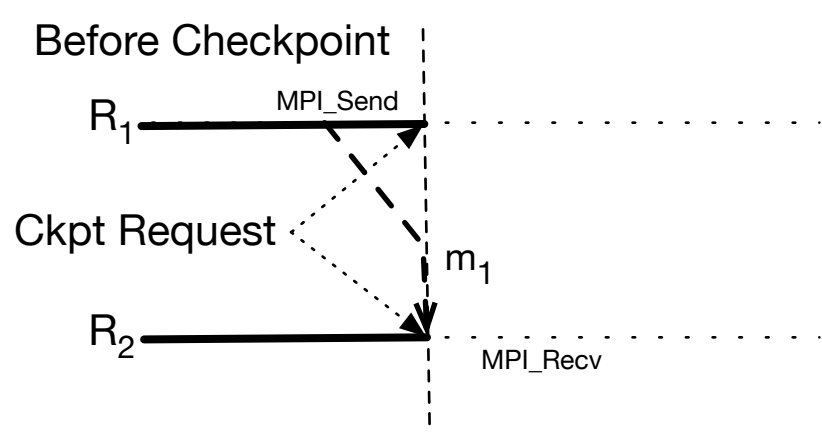 Before Checkpoint
MPI_Send
R1
Ckpt Request
m1
R2
MPI_Recv